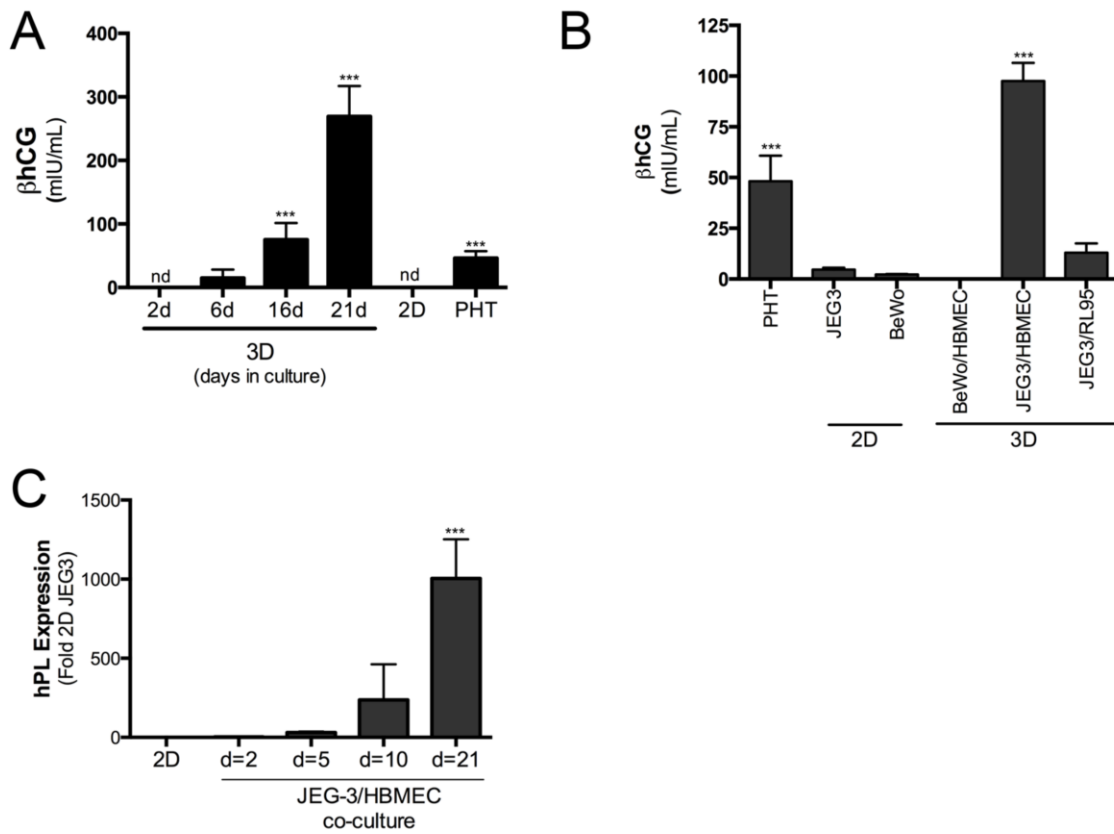 A
βhCG
(mIU/mL)
400
300
200
100
0
nd
***
***
nd
***
2d 6d 16d 21d 2D PHT
3D
(days in culture)
B
βhCG
(mIU/mL)
125
100
75
50
25
0
***
***
PHT
JEG3
BeWo
BeWo/HBMEC
JEG3/HBMEC
JEG3/RL95
2D 3D
C
hPL Expression
(Fold 2D JEG3)
1500
1000
500
0
***
2D d=2 d=5 d=10 d=21
JEG-3/HBMEC
co-culture